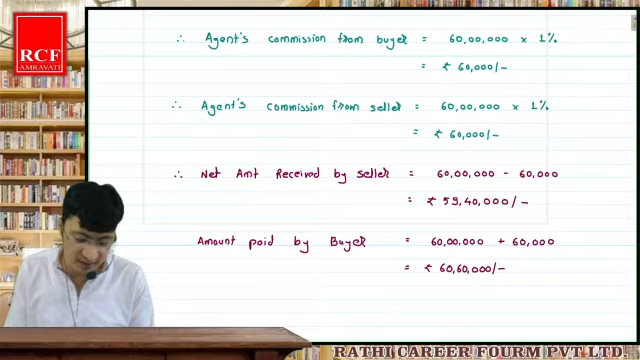 RCF
AMRAVATI
∴ Agent's commission from buyer = 60,00,000 × 1%
= ₹ 60,000/-
∴ Agent's commission from seller = 60,00,000 × 1%
= ₹ 60,000/-
∴ Net Amt Received by seller = 60,00,000 - 60,000
= ₹ 59,40,000/-
Amount paid by Buyer = 60,00,000 + 60,000
= ₹ 60,60,000/-
RATHI CAREER FOURM PVT LTD